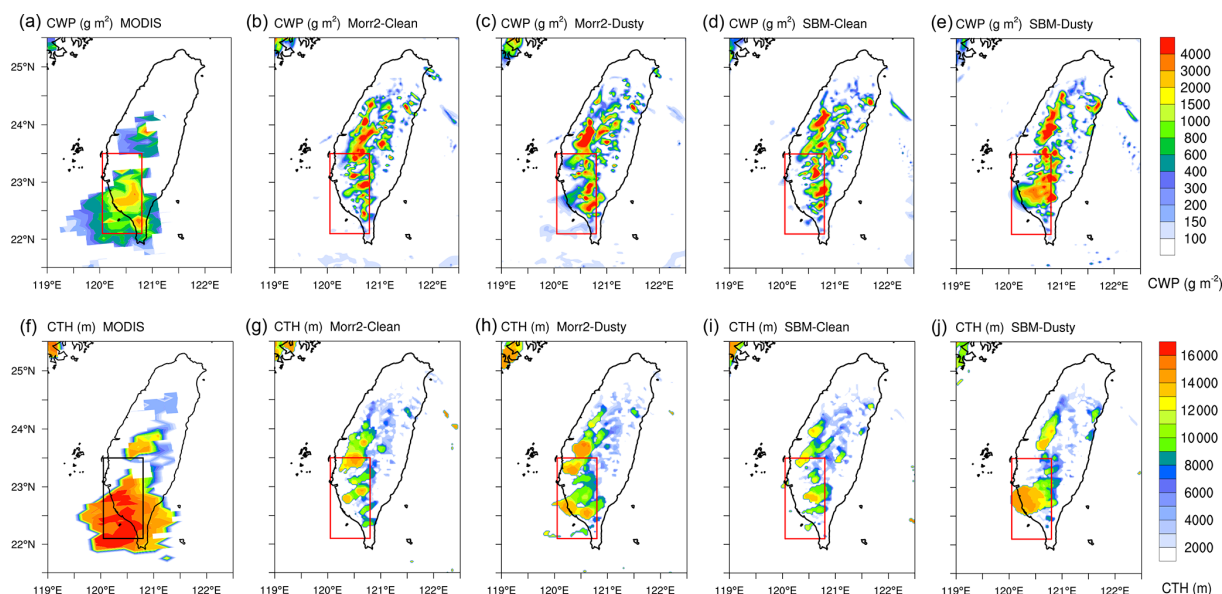 (a) CWP (g m²) MODIS
(b) CWP (g m²) Morr2-Clean
(c) CWP (g m²) Morr2-Dusty
(d) CWP (g m²) SBM-Clean
(e) CWP (g m²) SBM-Dusty
25°N
24°N
23°N
22°N
4000
3000
2000
1500
1000
800
600
400
300
200
150
100
119°E 120°E 121°E 122°E
119°E 120°E 121°E 122°E
119°E 120°E 121°E 122°E
119°E 120°E 121°E 122°E
119°E 120°E 121°E 122°E
CWP (g m⁻²)
(f) CTH (m) MODIS
(g) CTH (m) Morr2-Clean
(h) CTH (m) Morr2-Dusty
(i) CTH (m) SBM-Clean
(j) CTH (m) SBM-Dusty
25°N
24°N
23°N
22°N
16000
14000
12000
10000
8000
6000
4000
2000
119°E 120°E 121°E 122°E
119°E 120°E 121°E 122°E
119°E 120°E 121°E 122°E
119°E 120°E 121°E 122°E
119°E 120°E 121°E 122°E
CTH (m)